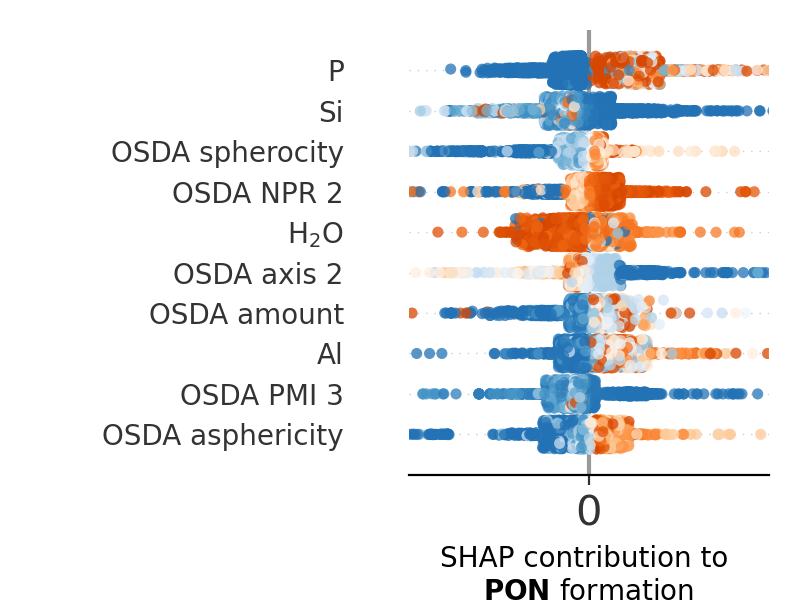 P
Si
OSDA spherocity
OSDA NPR 2
H₂O
OSDA axis 2
OSDA amount
Al
OSDA PMI 3
OSDA asphericity
0
SHAP contribution to
PON formation